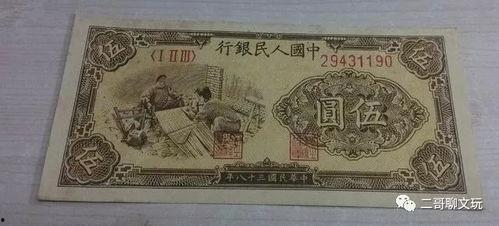 伍
伍
行銀民人國中
〈I II III〉
29431190
圓伍
伍
伍
年八十三國民華中
二哥聊文玩